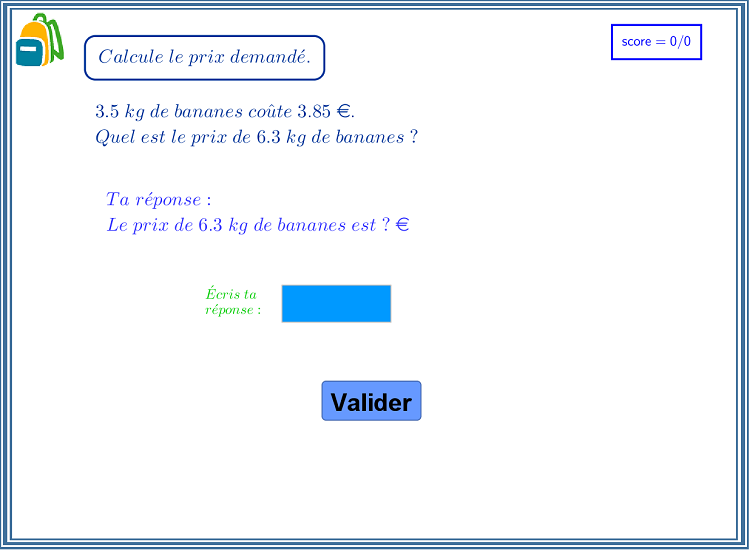 Calcule le prix demandé.
score = 0/0
3.5 kg de bananes coûte 3.85 €.
Quel est le prix de 6.3 kg de bananes ?
Ta réponse :
Le prix de 6.3 kg de bananes est ? €
Écris ta
réponse :
Valider